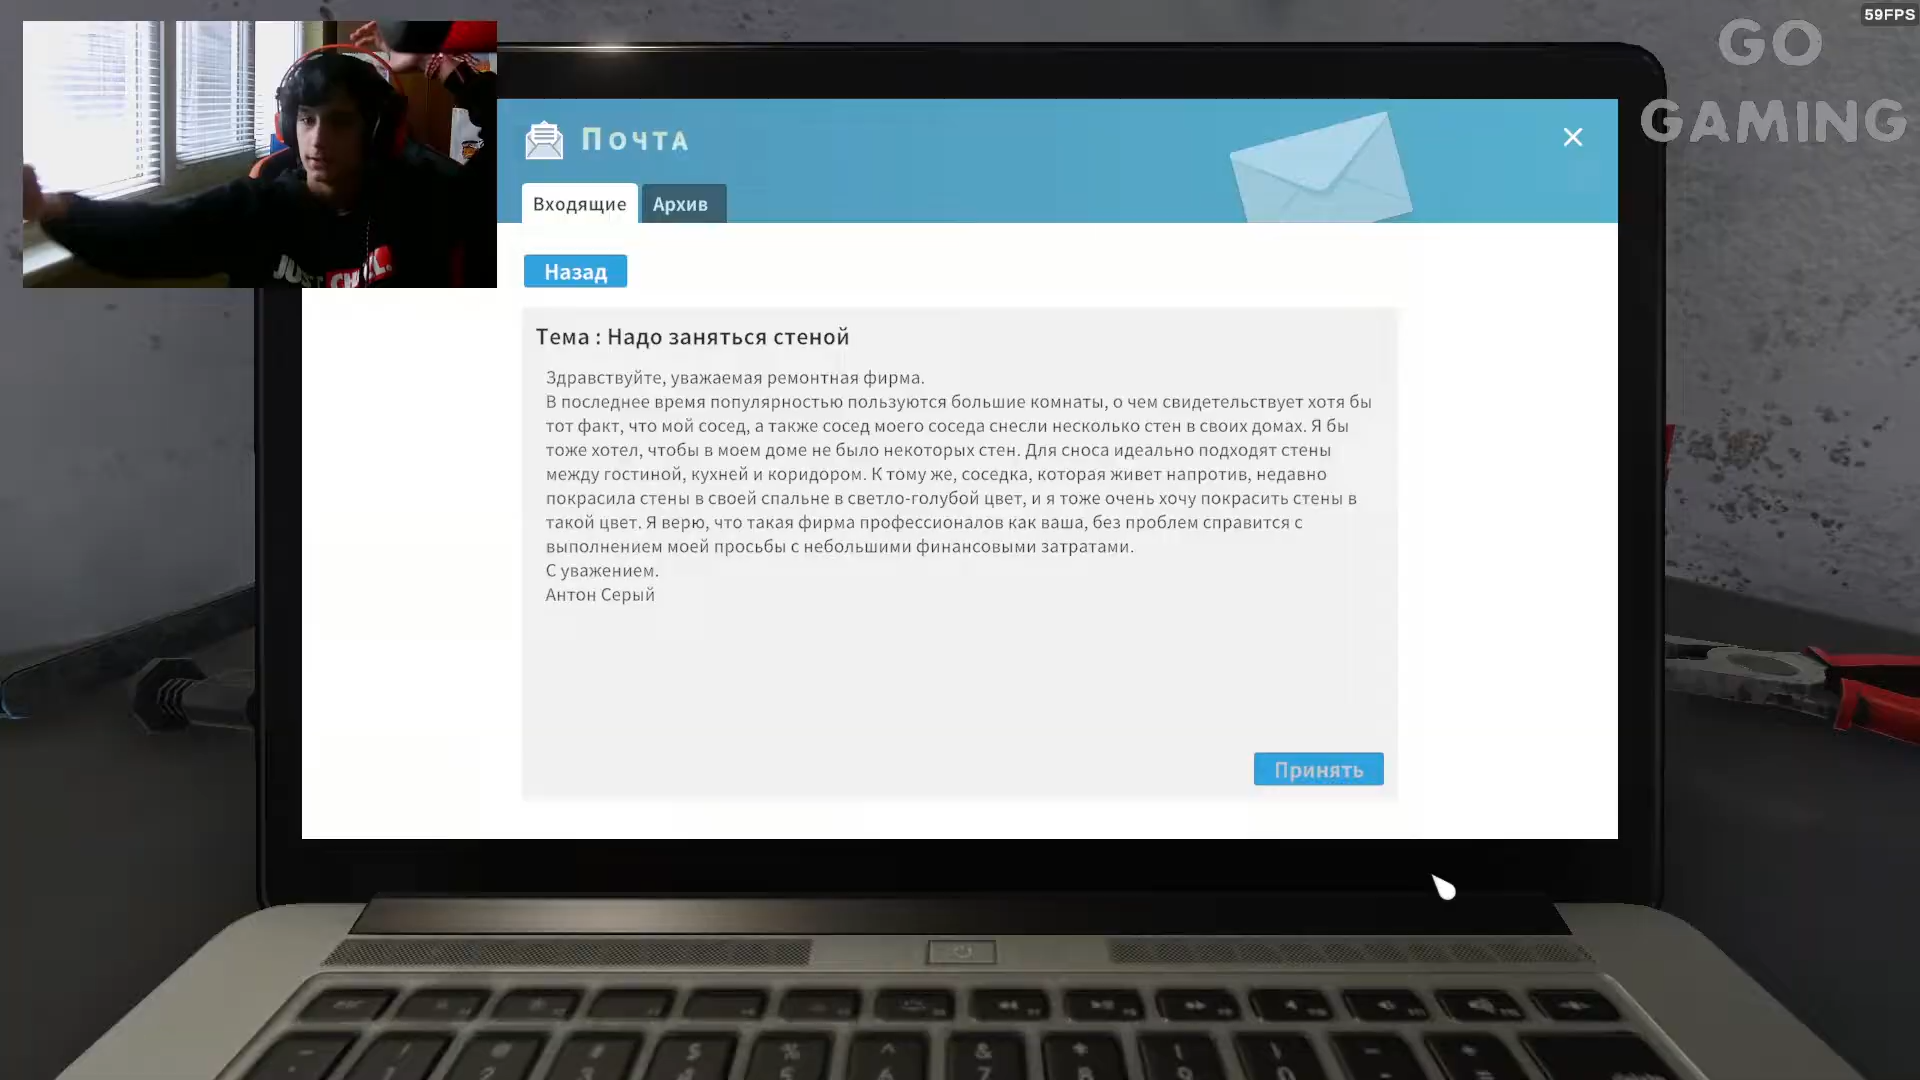 59FPS
GO
GAMING
Почта
Входящие
Архив
Назад
Тема : Надо заняться стеной
Здравствуйте, уважаемая ремонтная фирма.
В последнее время популярностью пользуются большие комнаты, о чем свидетельствует хотя бы
тот факт, что мой сосед, а также сосед моего соседа снесли несколько стен в своих домах. Я бы
тоже хотел, чтобы в моем доме не было некоторых стен. Для сноса идеально подходят стены
между гостиной, кухней и коридором. К тому же, соседка, которая живет напротив, недавно
покрасила стены в своей спальне в светло-голубой цвет, и я тоже очень хочу покрасить стены в
такой цвет. Я верю, что такая фирма профессионалов как ваша, без проблем справится с
выполнением моей просьбы с небольшими финансовыми затратами.
С уважением.
Антон Серый
Принять